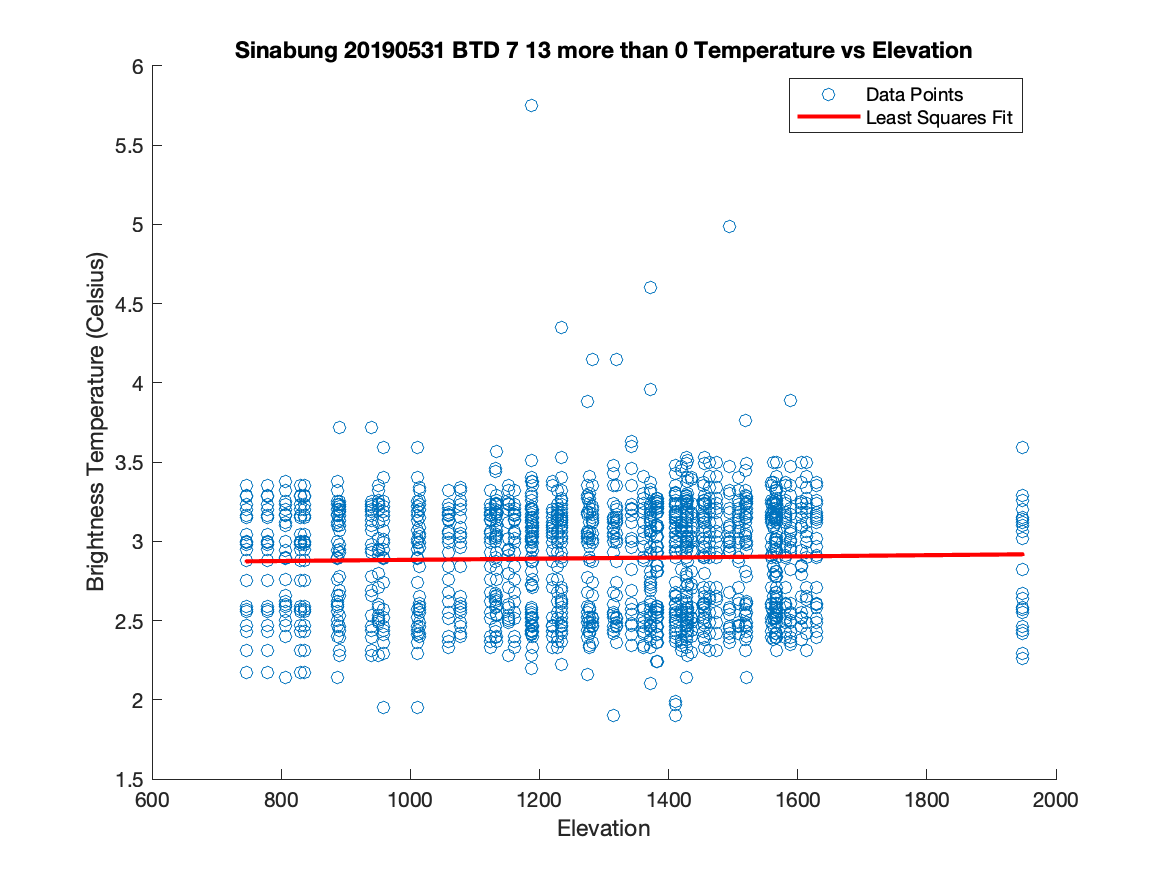 Sinabung 20190531 BTD 7 13 more than 0 Temperature vs Elevation
Data Points
Least Squares Fit
6
5.5
5
4.5
4
3.5
3
2.5
2
1.5
Brightness Temperature (Celsius)
600 800 1000 1200 1400 1600 1800 2000
Elevation